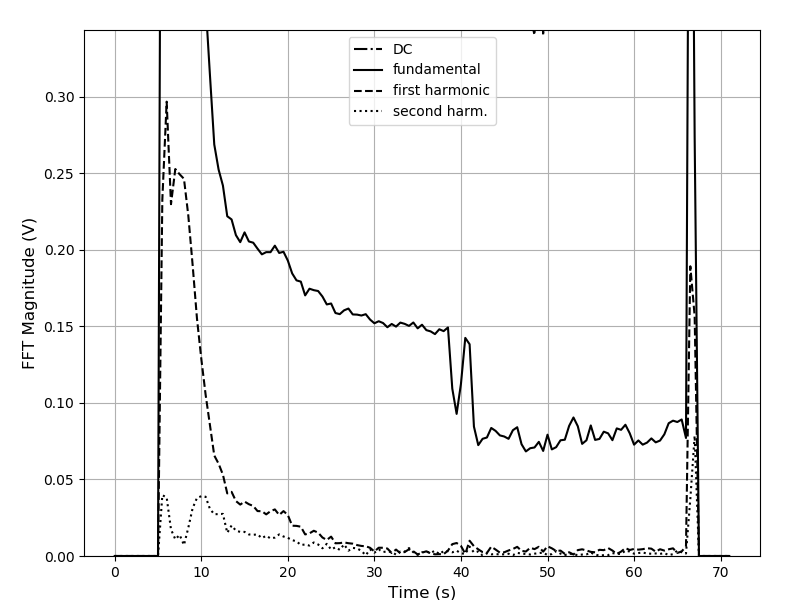 DC
fundamental
first harmonic
second harm.
0.30
0.25
0.20
0.15
0.10
0.05
0.00
FFT Magnitude (V)
0 10 20 30 40 50 60 70
Time (s)